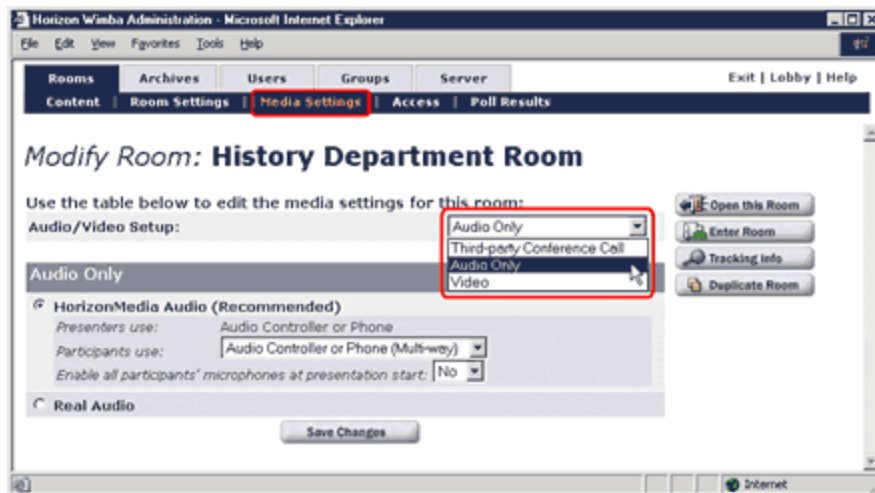 Horizon Wimba Administration - Microsoft Internet Explorer
File Edit View Favorites Tools Help
Rooms Archives Users Groups Server Exit | Lobby | Help
Content | Room Settings | Media Settings | Access | Poll Results
Modify Room: History Department Room
Use the table below to edit the media settings for this room:
Audio/Video Setup: Audio Only
Third-party Conference Call
Audio Only
Video
Open this Room
Enter Room
Tracking Info
Duplicate Room
Audio Only
HorizonMedia Audio (Recommended)
Presenters use: Audio Controller or Phone
Participants use: Audio Controller or Phone (Multi-way)
Enable all participants' microphones at presentation start: No
Real Audio
Save Changes
Internet